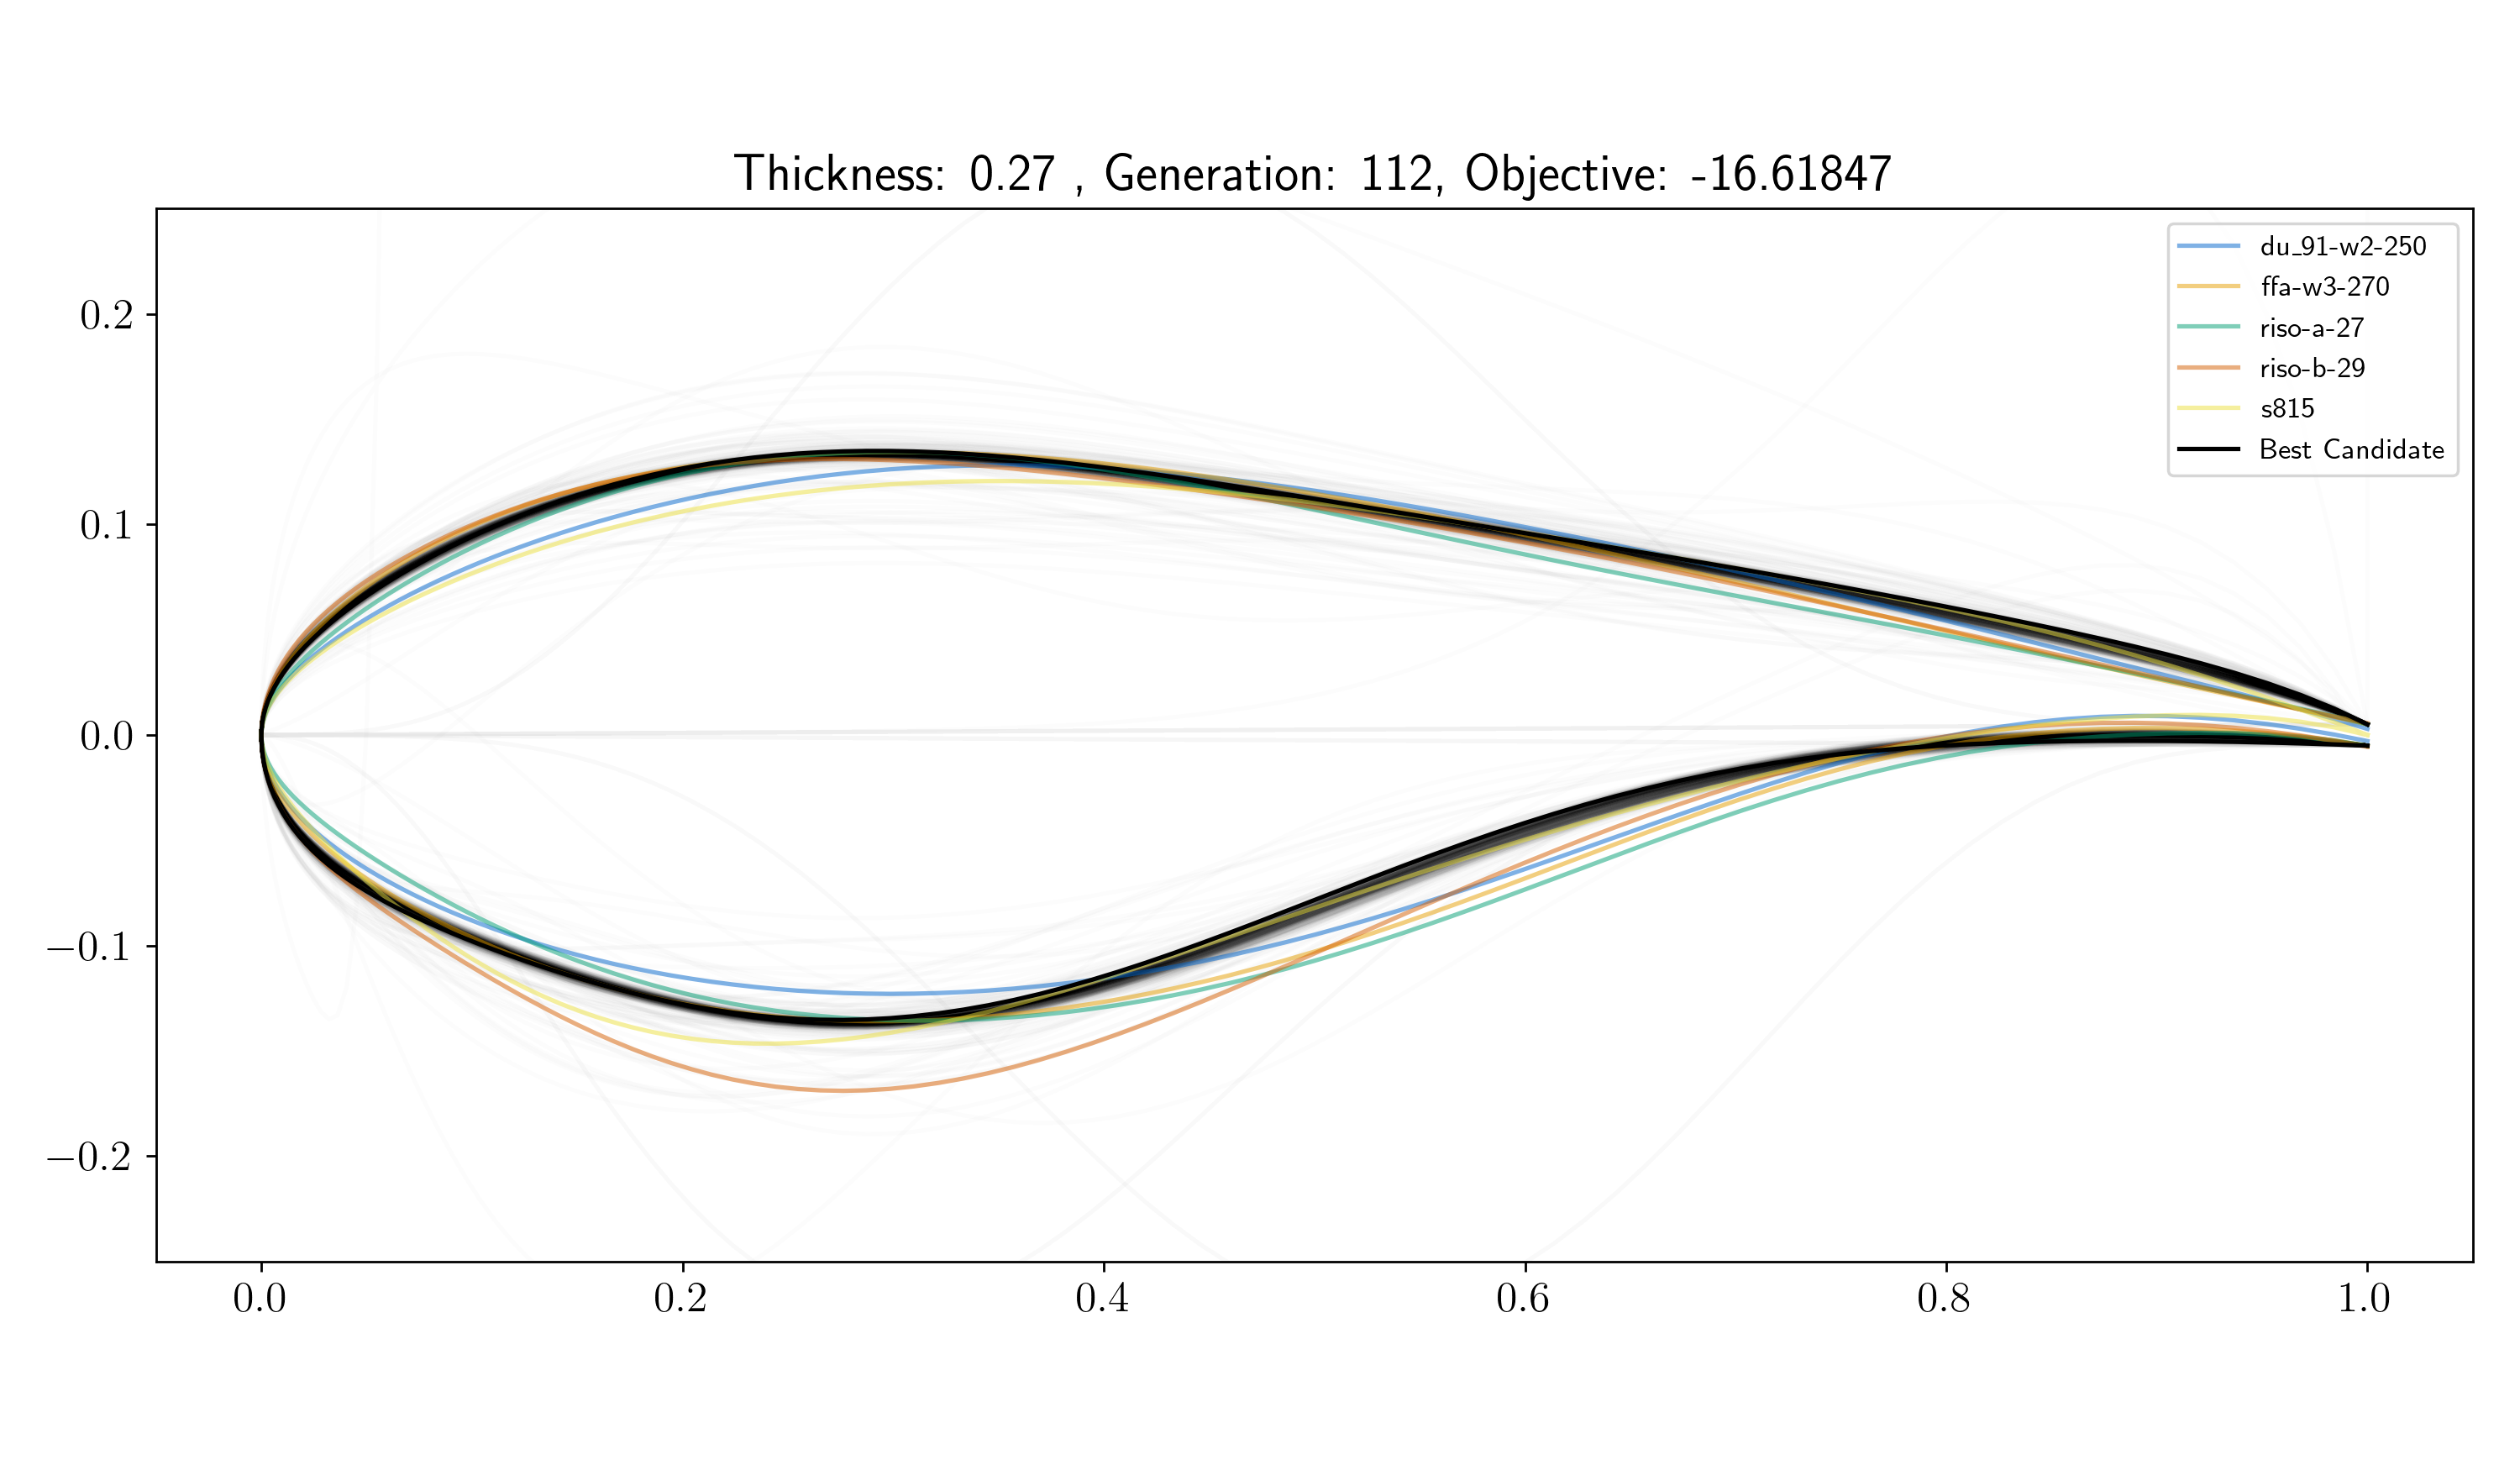 Thickness: 0.27 , Generation: 112, Objective: -16.61847
du_91-w2-250
ffa-w3-270
riso-a-27
riso-b-29
s815
Best Candidate
0.2
0.1
0.0
−0.1
−0.2
0.0 0.2 0.4 0.6 0.8 1.0